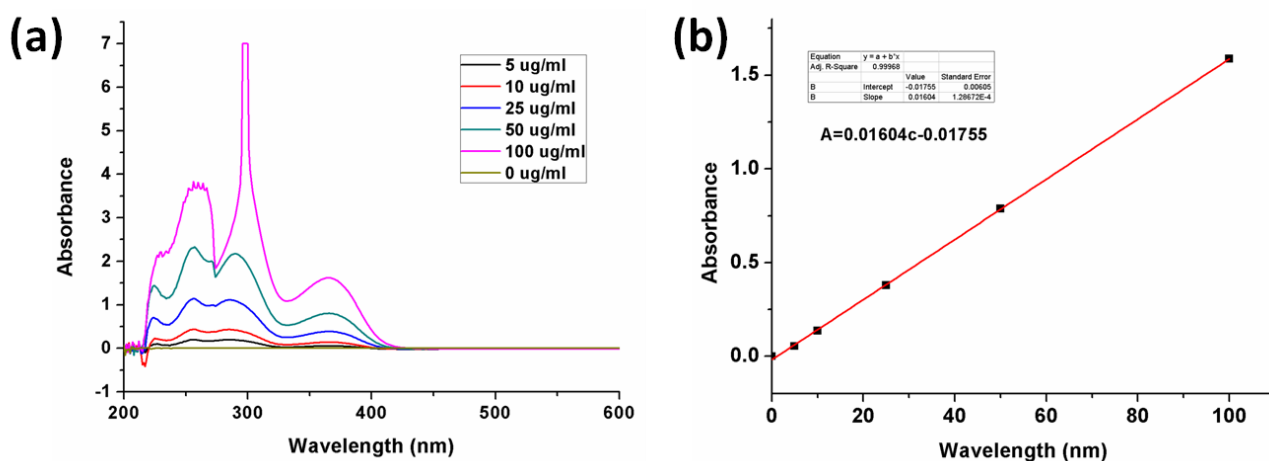 (a)
7
6
5
4
3
2
1
0
-1
Absorbance
5 ug/ml
10 ug/ml
25 ug/ml
50 ug/ml
100 ug/ml
0 ug/ml
200 300 400 500 600
Wavelength (nm)
(b)
1.5
1.0
0.5
0.0
Absorbance
Equation y = a + b*x
Adj. R-Square 0.99968
Value Standard Error
B Intercept -0.01755 0.00605
B Slope 0.01604 1.28672E-4
A=0.01604c-0.01755
0 20 40 60 80 100
Wavelength (nm)